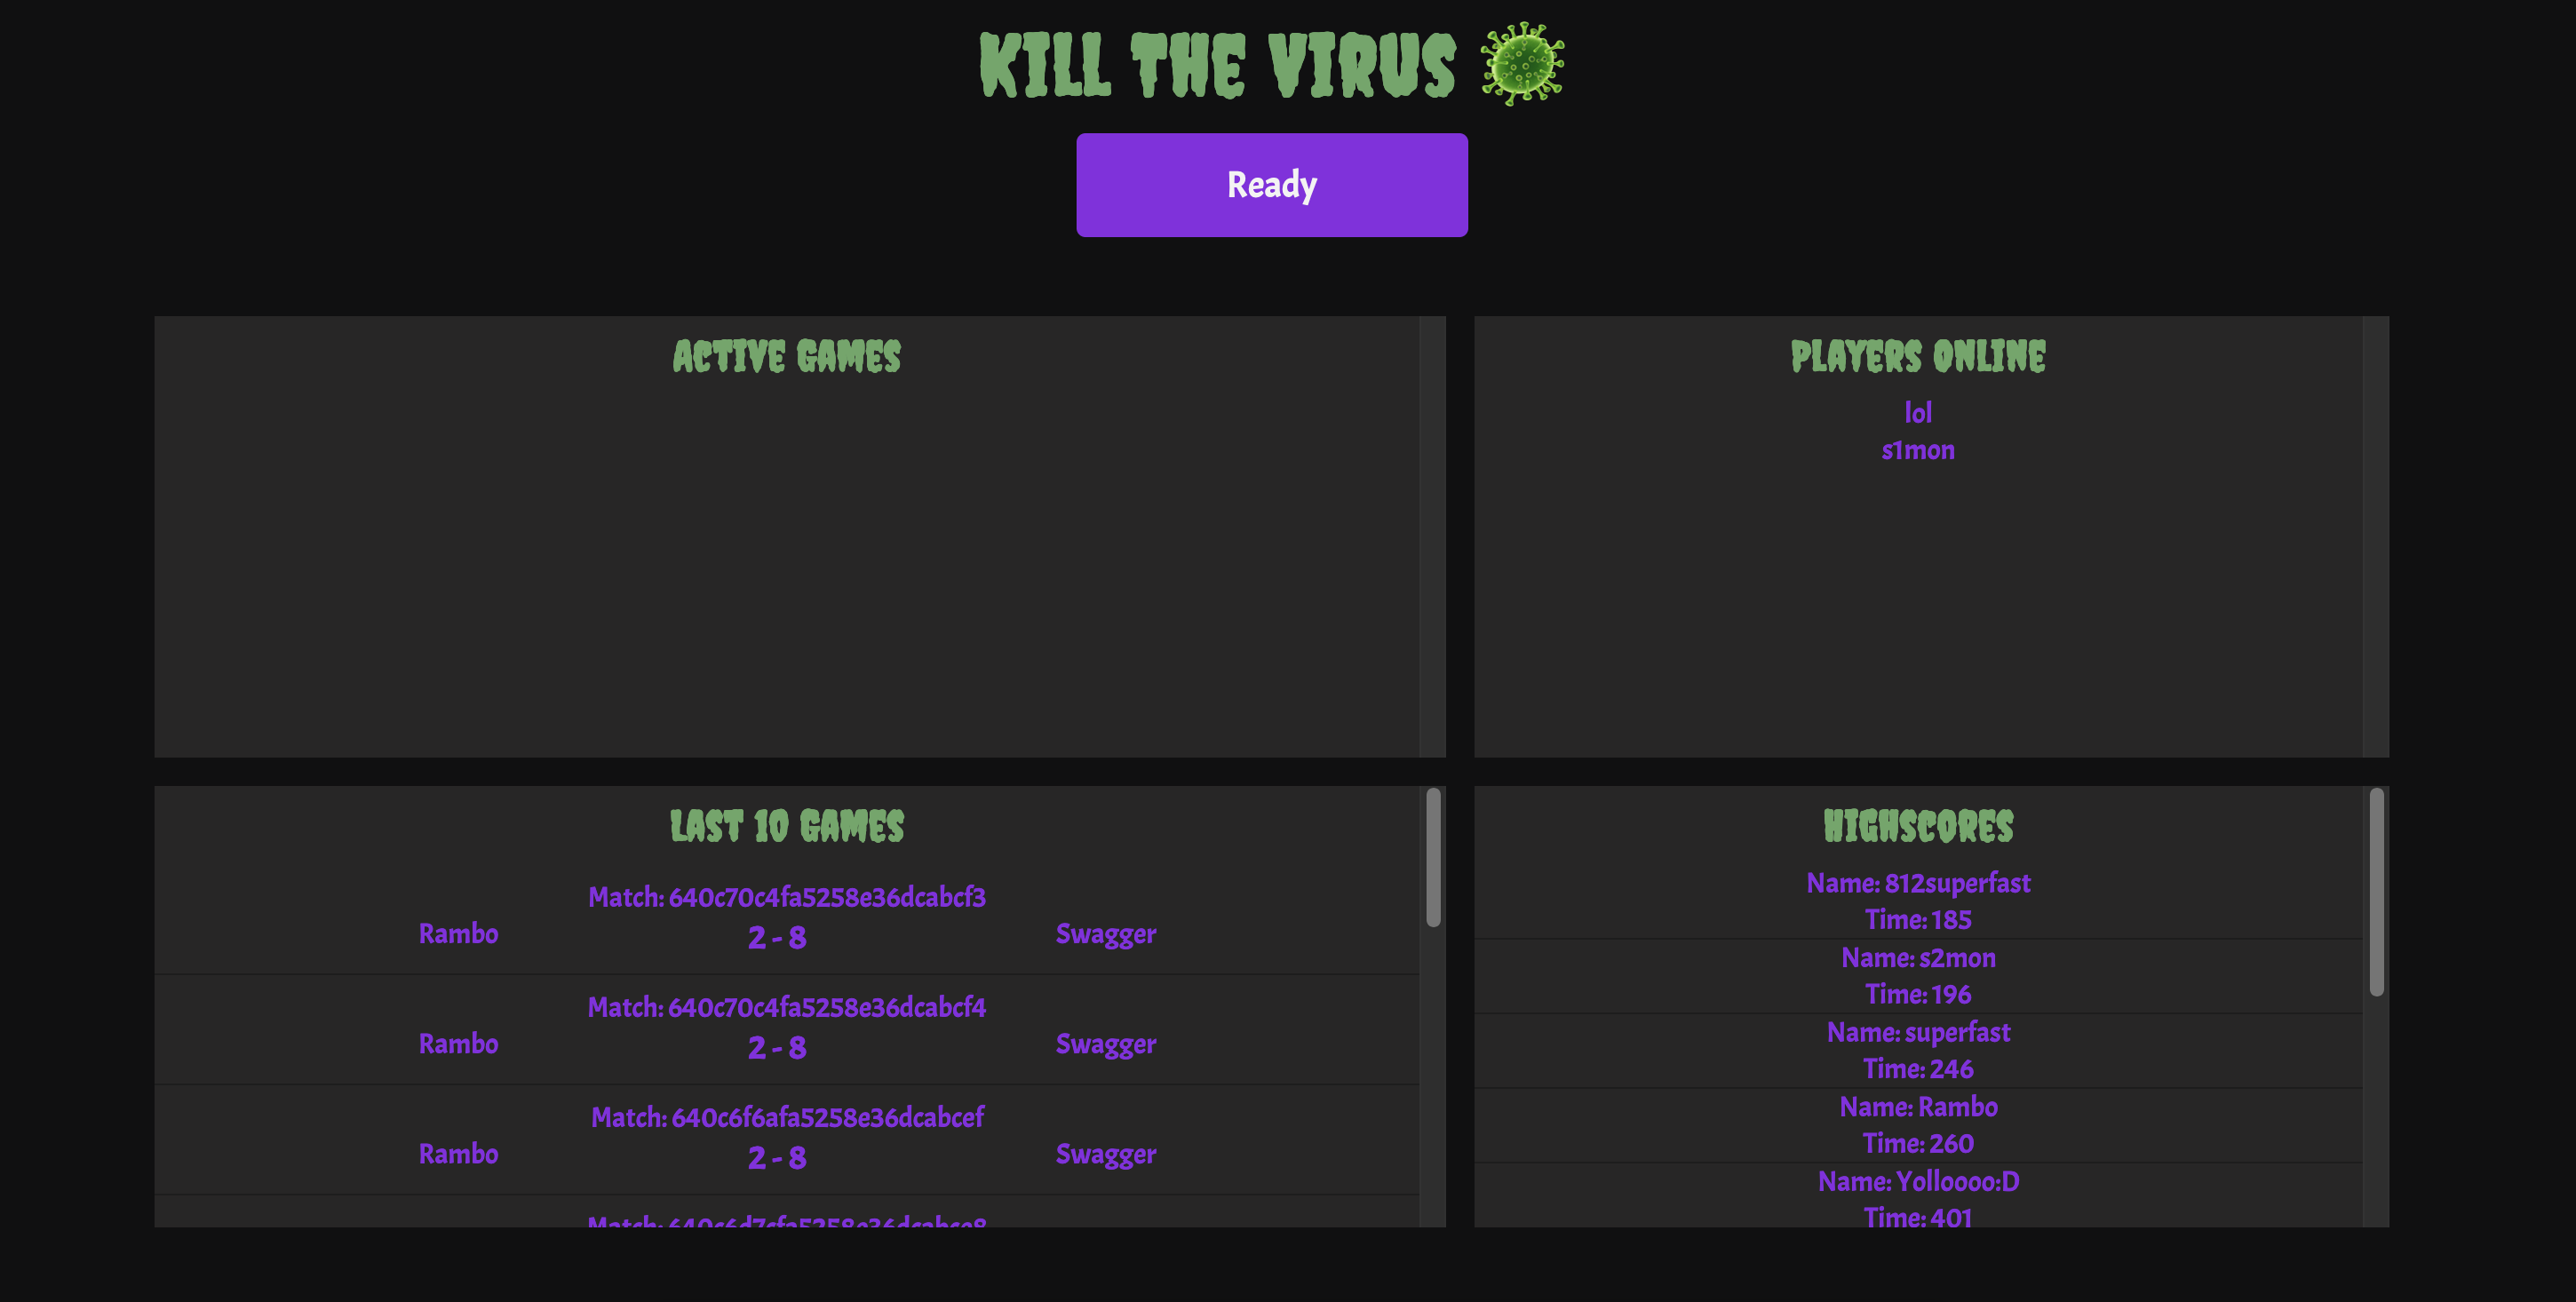 KILL THE VIRUS
Ready
ACTIVE GAMES
PLAYERS ONLINE
lol
s1mon
LAST 10 GAMES
Match: 640c70c4fa5258e36dcabcf3
Rambo 2 - 8 Swagger
Match: 640c70c4fa5258e36dcabcf4
Rambo 2 - 8 Swagger
Match: 640c6f6afa5258e36dcabcef
Rambo 2 - 8 Swagger
Match: 640c6d7cfa5258e36dcabce8
HIGHSCORES
Name: 812superfast
Time: 185
Name: s2mon
Time: 196
Name: superfast
Time: 246
Name: Rambo
Time: 260
Name: Yolloooo:D
Time: 401